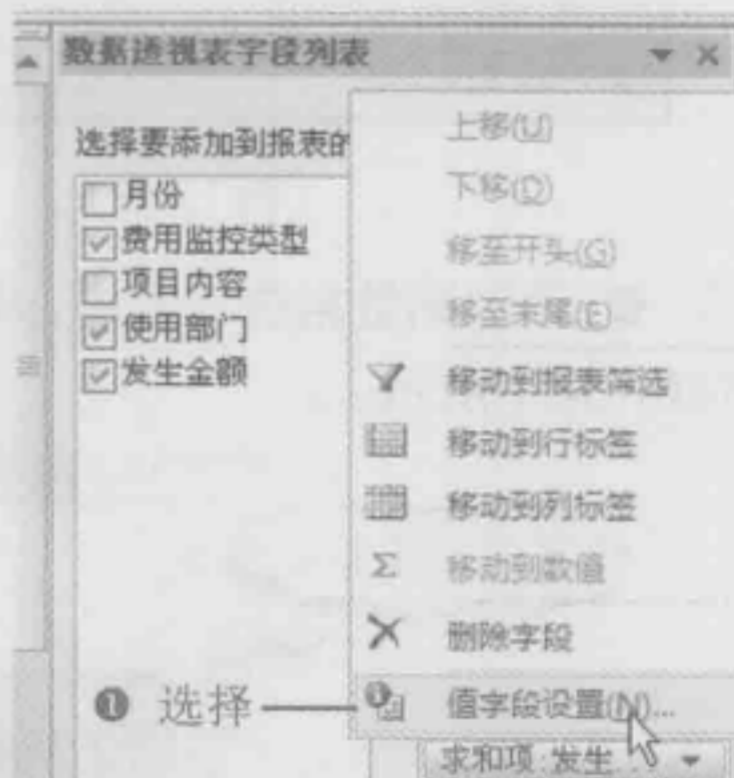 数据透视表字段列表
选择要添加到报表的
月份
费用监控类型
项目内容
使用部门
发生金额
上移(U)
下移(D)
移至开头(G)
移至末尾(E)
移动到报表筛选
移动到行标签
移动到列标签
Σ 移动到数值
删除字段
❶ 选择
值字段设置(N)...
求和项:发生...